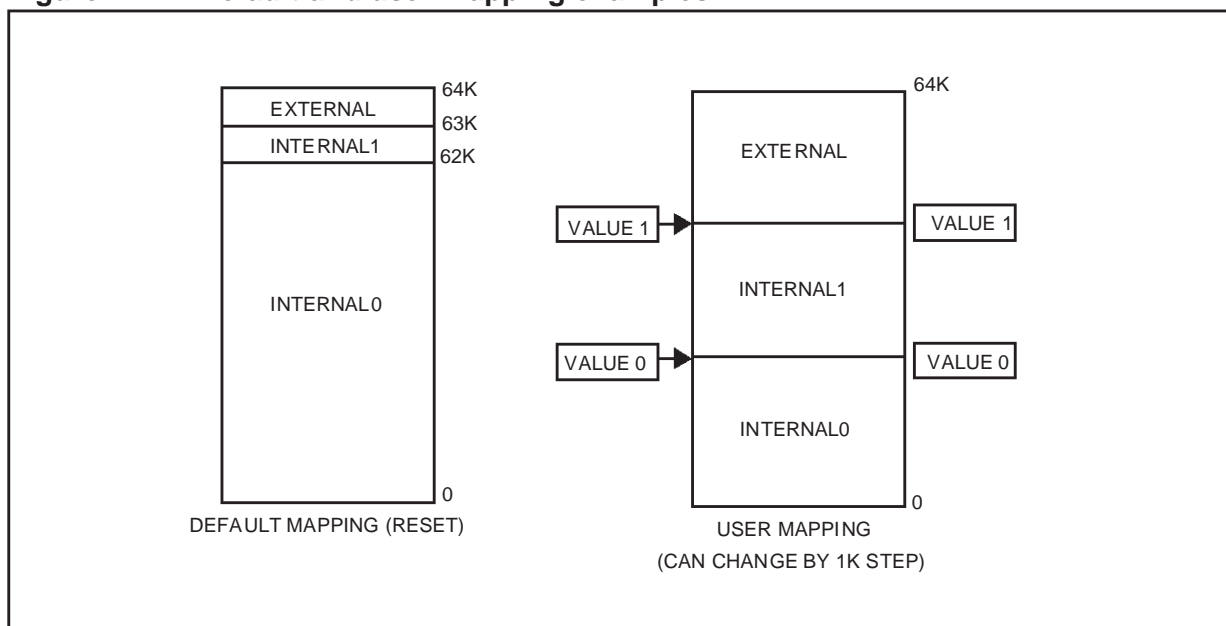 64K
EXTERNAL
63K
INTERNAL1
62K
INTERNAL0
0
DEFAULT MAPPING (RESET)
64K
EXTERNAL
VALUE 1
VALUE 1
INTERNAL1
VALUE 0
VALUE 0
INTERNAL0
0
USER MAPPING
(CAN CHANGE BY 1K STEP)